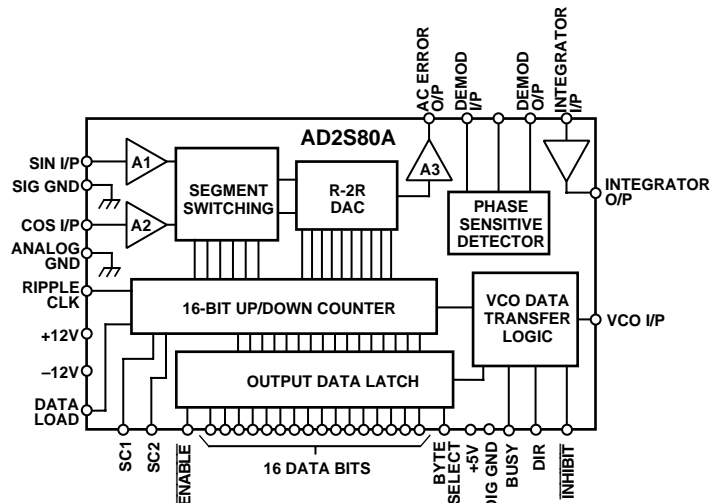 AC ERROR
O/P
DEMOD
I/P
DEMOD
O/P
INTEGRATOR
I/P
AD2S80A
SIN I/P
A1
SIG GND
SEGMENT
SWITCHING
R-2R
DAC
A3
INTEGRATOR
O/P
COS I/P
A2
PHASE
SENSITIVE
DETECTOR
ANALOG
GND
RIPPLE
CLK
16-BIT UP/DOWN COUNTER
VCO DATA
TRANSFER
LOGIC
VCO I/P
+12V
–12V
OUTPUT DATA LATCH
DATA
LOAD
SC1
SC2
ENABLE
16 DATA BITS
BYTE
SELECT
+5V
DIG GND
BUSY
DIR
INHIBIT